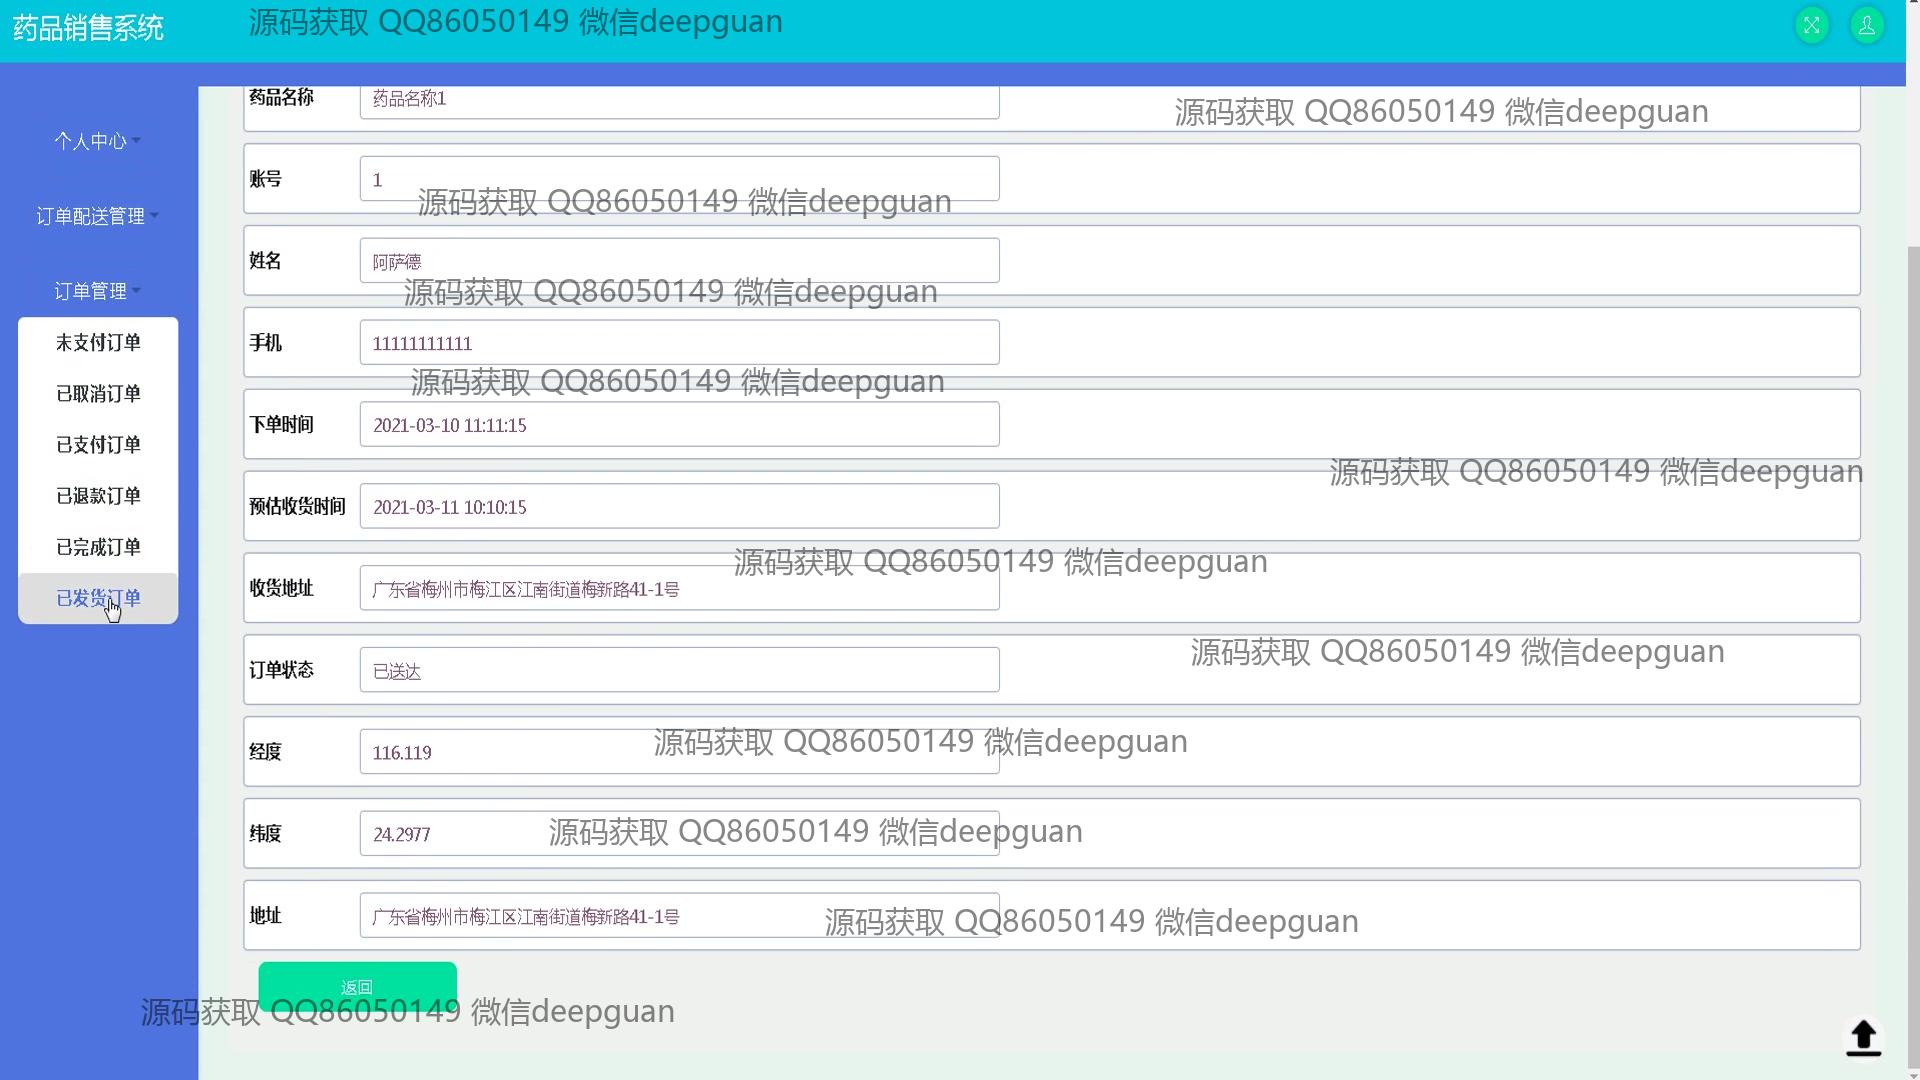 药品销售系统
源码获取 QQ86050149 微信deepguan
药品名称
药品名称1
源码获取 QQ86050149 微信deepguan
个人中心
账号
1
源码获取 QQ86050149 微信deepguan
订单配送管理
姓名
阿萨德
源码获取 QQ86050149 微信deepguan
订单管理
未支付订单
手机
11111111111
源码获取 QQ86050149 微信deepguan
已取消订单
下单时间
2021-03-10 11:11:15
已支付订单
源码获取 QQ86050149 微信deepguan
已退款订单
预估收货时间
2021-03-11 10:10:15
已完成订单
源码获取 QQ86050149 微信deepguan
收货地址
广东省梅州市梅江区江南街道梅新路41-1号
已发货订单
源码获取 QQ86050149 微信deepguan
订单状态
已送达
源码获取 QQ86050149 微信deepguan
经度
116.119
纬度
24.2977
源码获取 QQ86050149 微信deepguan
地址
广东省梅州市梅江区江南街道梅新路41-1号
源码获取 QQ86050149 微信deepguan
返回
源码获取 QQ86050149 微信deepguan